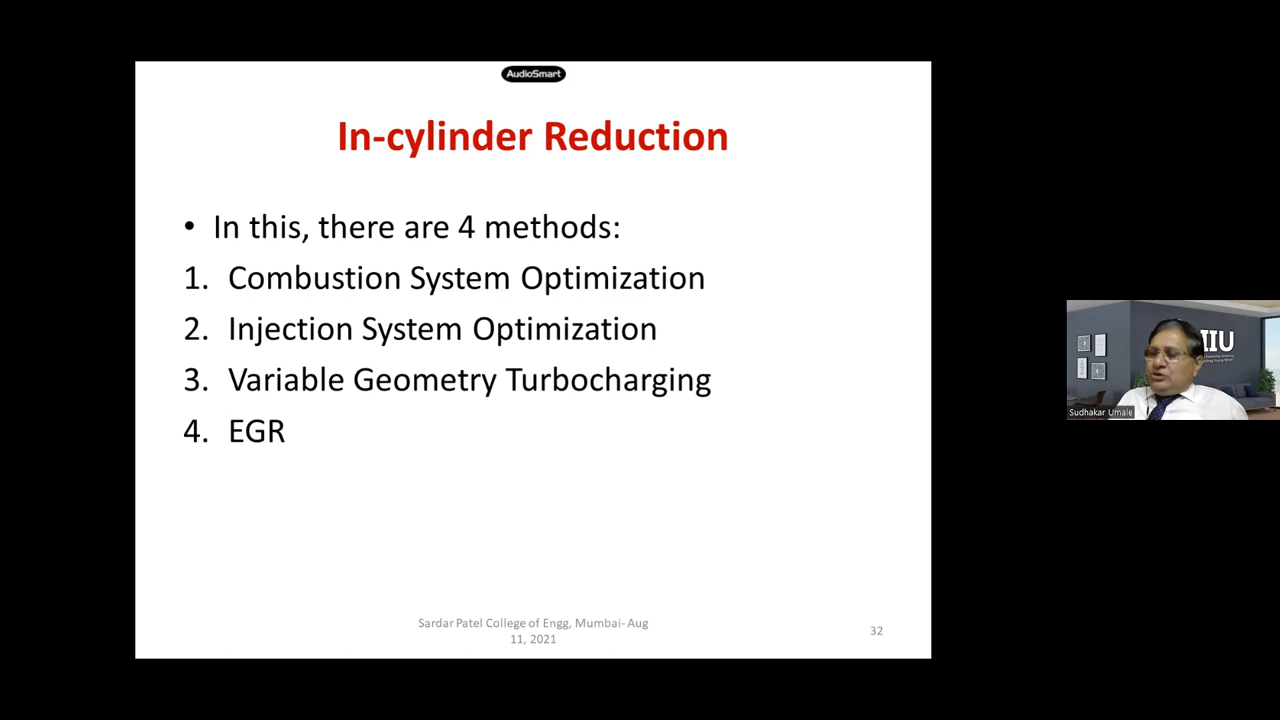 AudioSmart
In-cylinder Reduction
• In this, there are 4 methods:
1. Combustion System Optimization
2. Injection System Optimization
3. Variable Geometry Turbocharging
4. EGR
IIU
Sudhakar Umale
Sardar Patel College of Engg, Mumbai- Aug
11, 2021
32